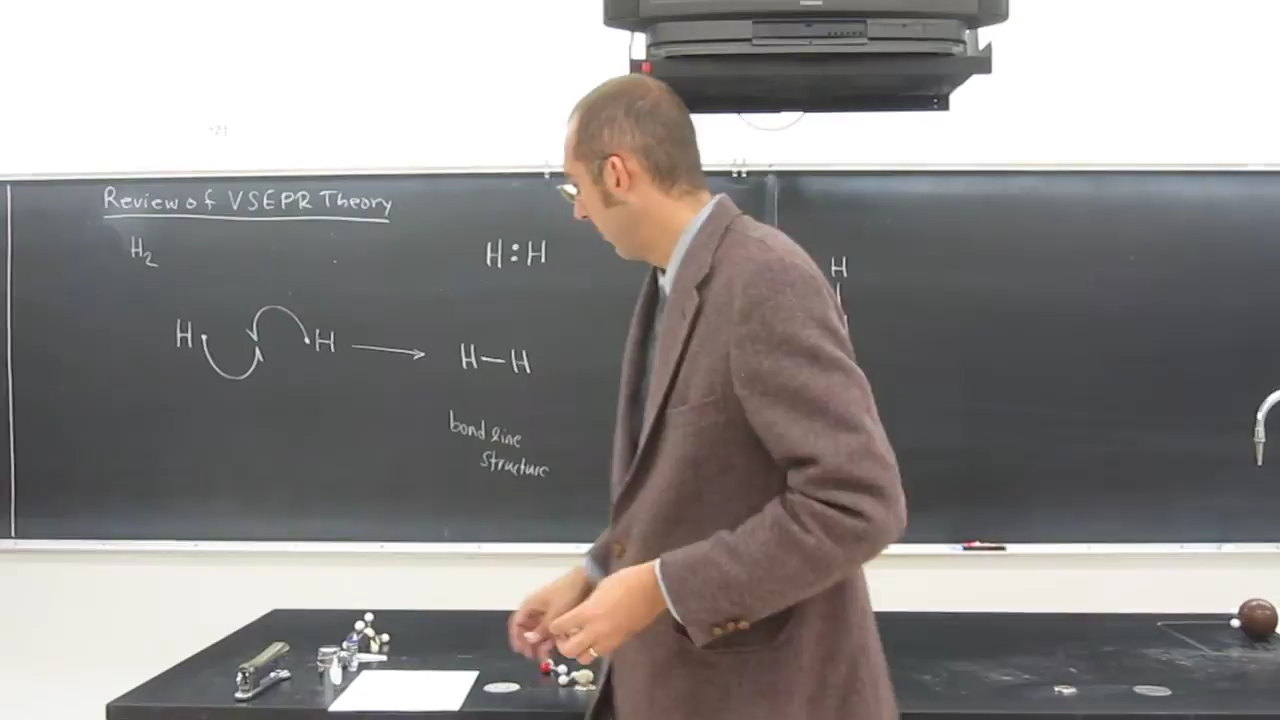 Review of VSEPR Theory
H2
H:H
H
H H
H—H
bond line
structure